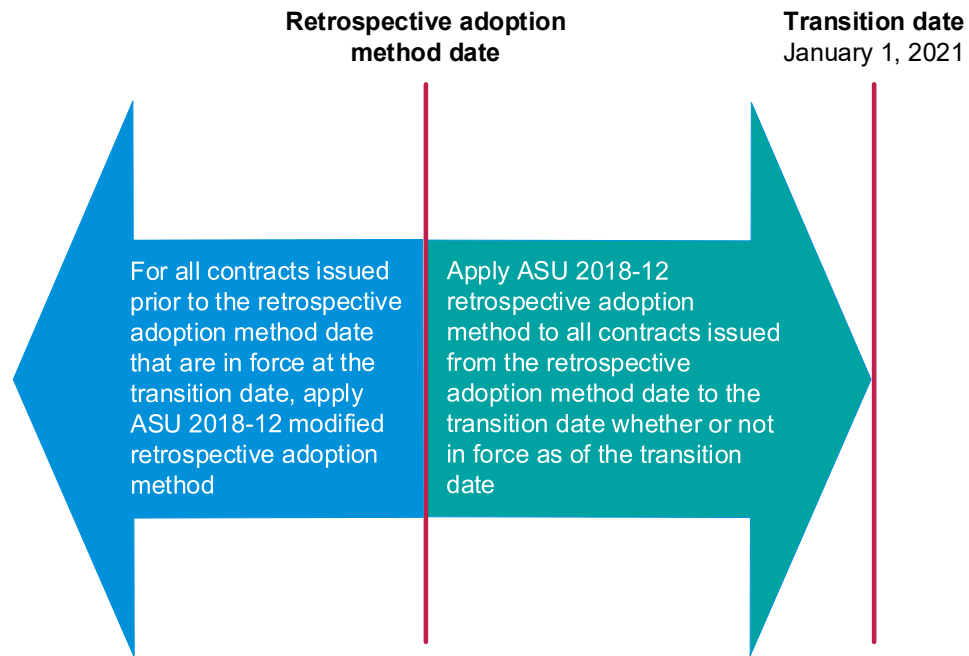 Retrospective adoption
method date
Transition date
January 1, 2021
For all contracts issued
prior to the retrospective
adoption method date
that are in force at the
transition date, apply
ASU 2018-12 modified
retrospective adoption
method
Apply ASU 2018-12
retrospective adoption
method to all contracts issued
from the retrospective
adoption method date to the
transition date whether or not
in force as of the transition
date